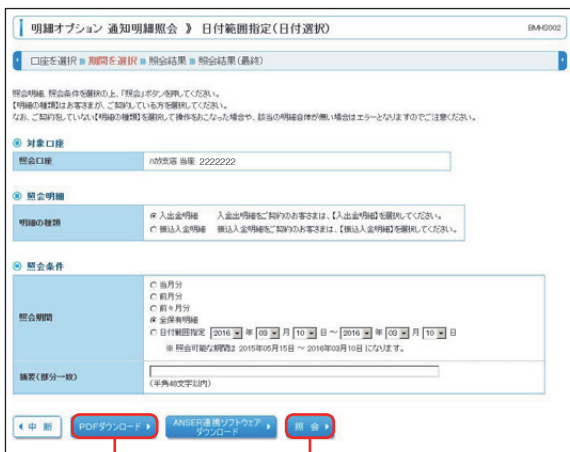 明細オプション 通知明細照会 》 日付範囲指定(日付選択)
BMHS002
口座を選択 » 期間を選択 » 照会結果 » 照会結果(最終)
照会明細、照会条件を選択の上、「照会」ボタンを押してください。
【明細の種類】はお客さまが、ご契約している方を選択してください。
なお、ご契約をしていない【明細の種類】を選択して操作をおこなった場合や、該当の明細自体が無い場合はエラーとなりますのでご注意ください。
対象口座
照会口座
支店 当座 2222222
照会明細
明細の種類
入出金明細 入金出明細をご契約のお客さまは、【入出金明細】を選択してください。
振込入金明細 振込入金明細をご契約のお客さまは、【振込入金明細】を選択してください。
照会条件
照会期間
当月分
前月分
前々月分
全保有明細
日付範囲指定 2016 年 03 月 10 日 ～ 2016 年 03 月 10 日
※ 照会可能な期間は 2015年05月15日 ～ 2016年03月10日 になります。
摘要(部分一致)
(半角40文字以内)
中 断
PDFダウンロード
ANSER連携ソフトウェア
ダウンロード
照 会